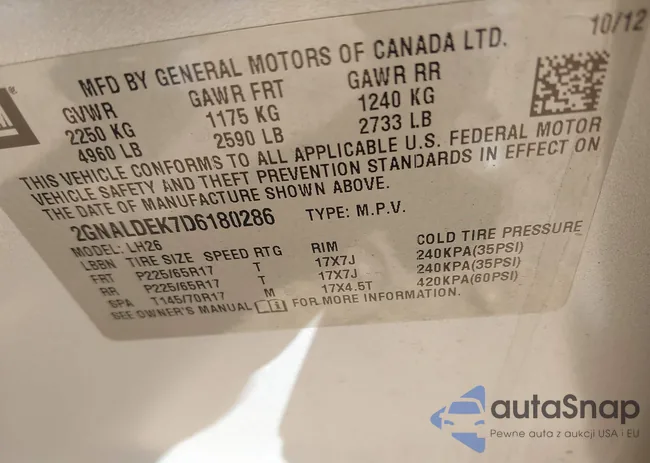 10/12
MFD BY GENERAL MOTORS OF CANADA LTD.
GVWR GAWR FRT GAWR RR
2250 KG 1175 KG 1240 KG
4960 LB 2590 LB 2733 LB
THIS VEHICLE CONFORMS TO ALL APPLICABLE U.S. FEDERAL MOTOR
VEHICLE SAFETY AND THEFT PREVENTION STANDARDS IN EFFECT ON
THE DATE OF MANUFACTURE SHOWN ABOVE.
2GNALDEK7D6180286 TYPE: M.P.V.
MODEL: LH26
LBBN TIRE SIZE SPEED RTG RIM COLD TIRE PRESSURE
FRT P225/65R17 T 17X7J 240KPA(35PSI)
RR P225/65R17 T 17X7J 240KPA(35PSI)
SPA T145/70R17 M 17X4.5T 420KPA(60PSI)
SEE OWNER'S MANUAL FOR MORE INFORMATION.
autaSnap
Pewne auta z aukcji USA i EU